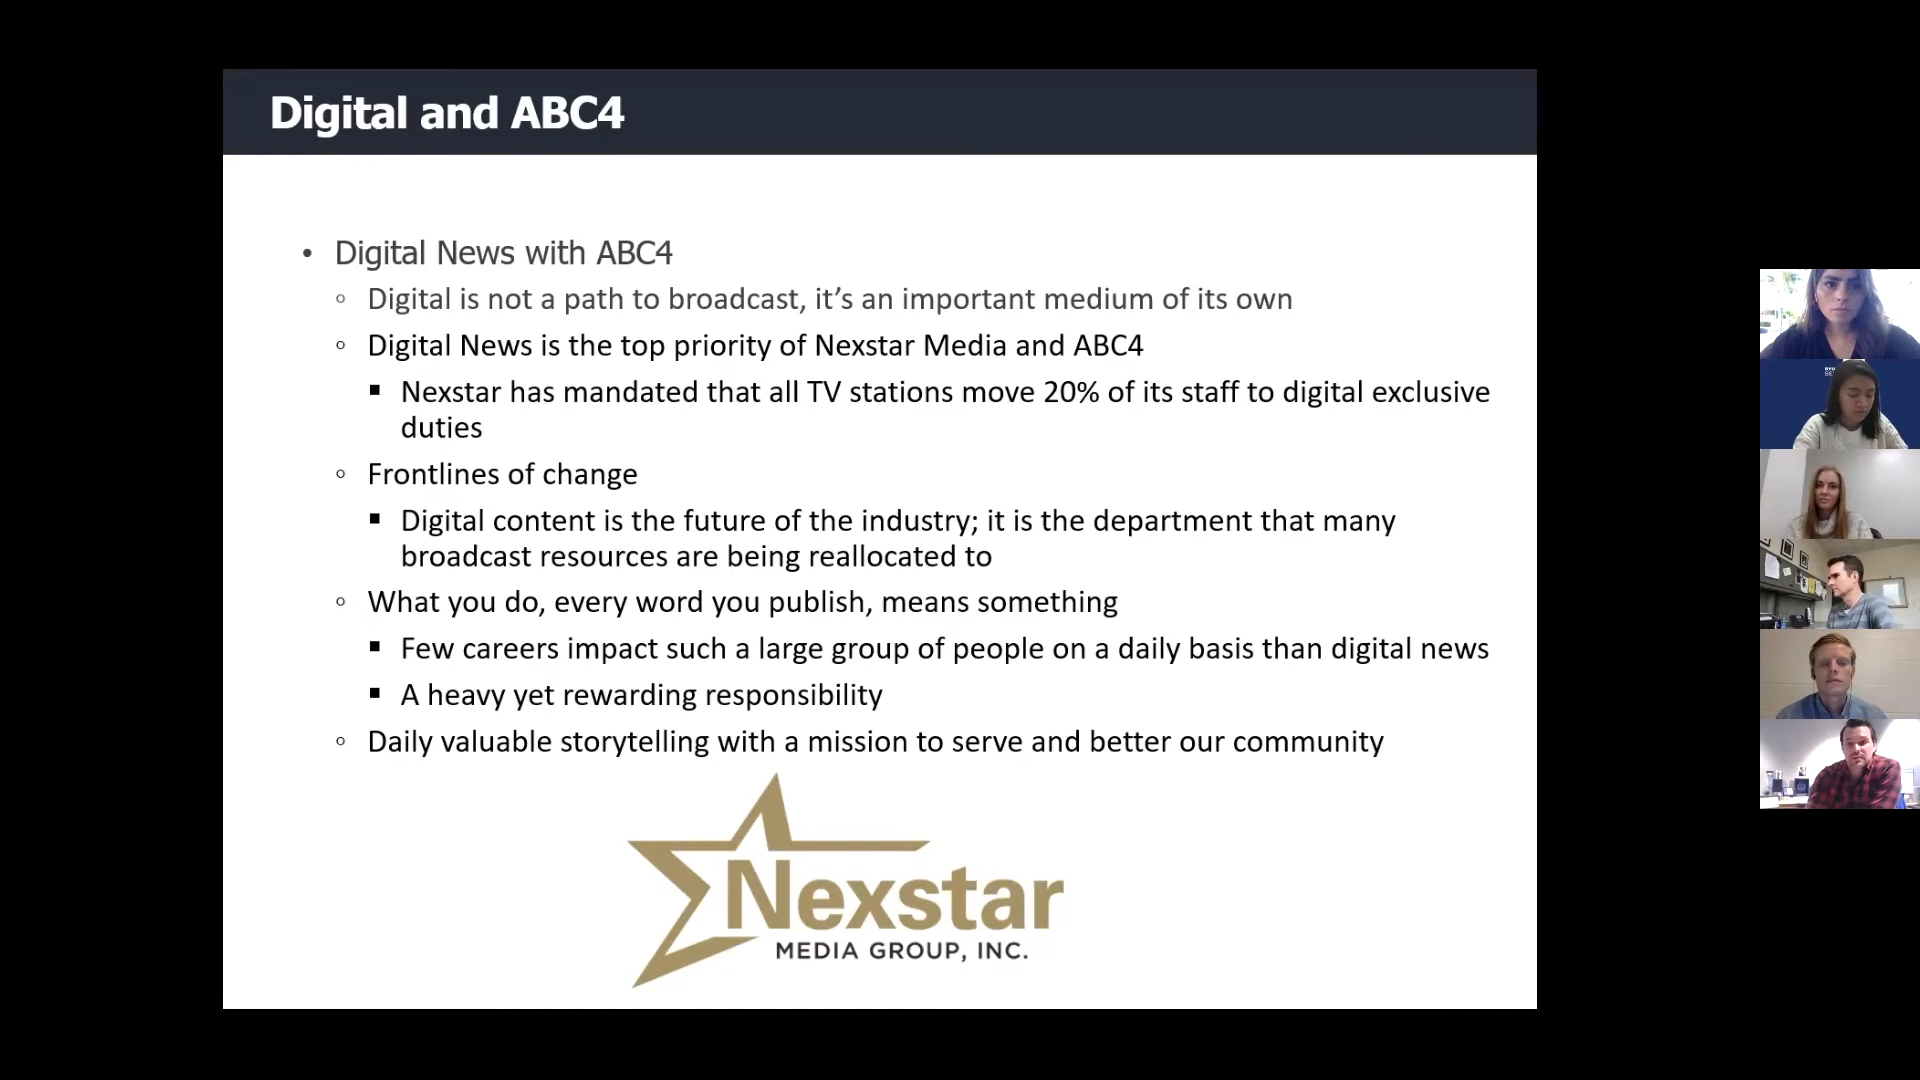 Digital and ABC4
• Digital News with ABC4
◦ Digital is not a path to broadcast, it’s an important medium of its own
◦ Digital News is the top priority of Nexstar Media and ABC4
▪ Nexstar has mandated that all TV stations move 20% of its staff to digital exclusive
duties
◦ Frontlines of change
▪ Digital content is the future of the industry; it is the department that many
broadcast resources are being reallocated to
◦ What you do, every word you publish, means something
▪ Few careers impact such a large group of people on a daily basis than digital news
▪ A heavy yet rewarding responsibility
◦ Daily valuable storytelling with a mission to serve and better our community
Nexstar
MEDIA GROUP, INC.